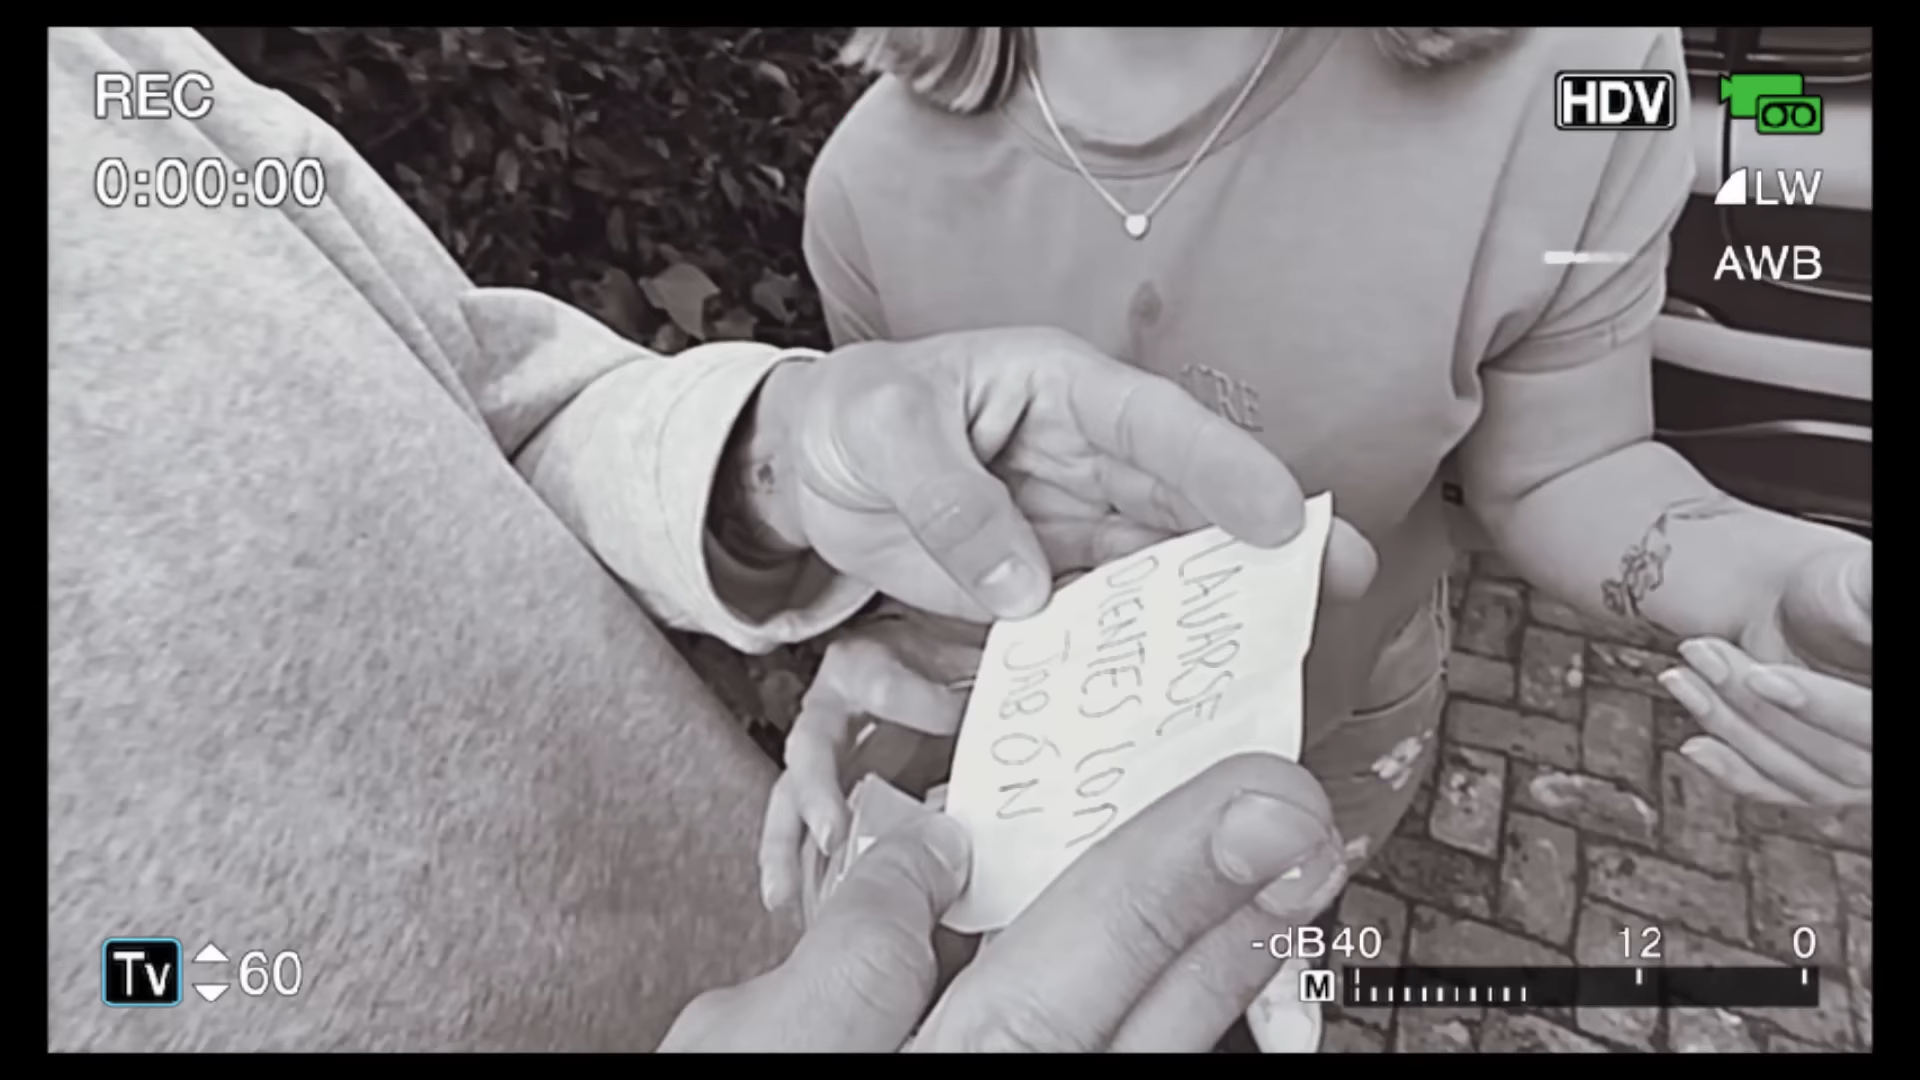 REC
0:00:00
HDV
LW
AWB
LAVARSE
DIENTES CON
JABÓN
Tv 60
-dB40 12 0
M